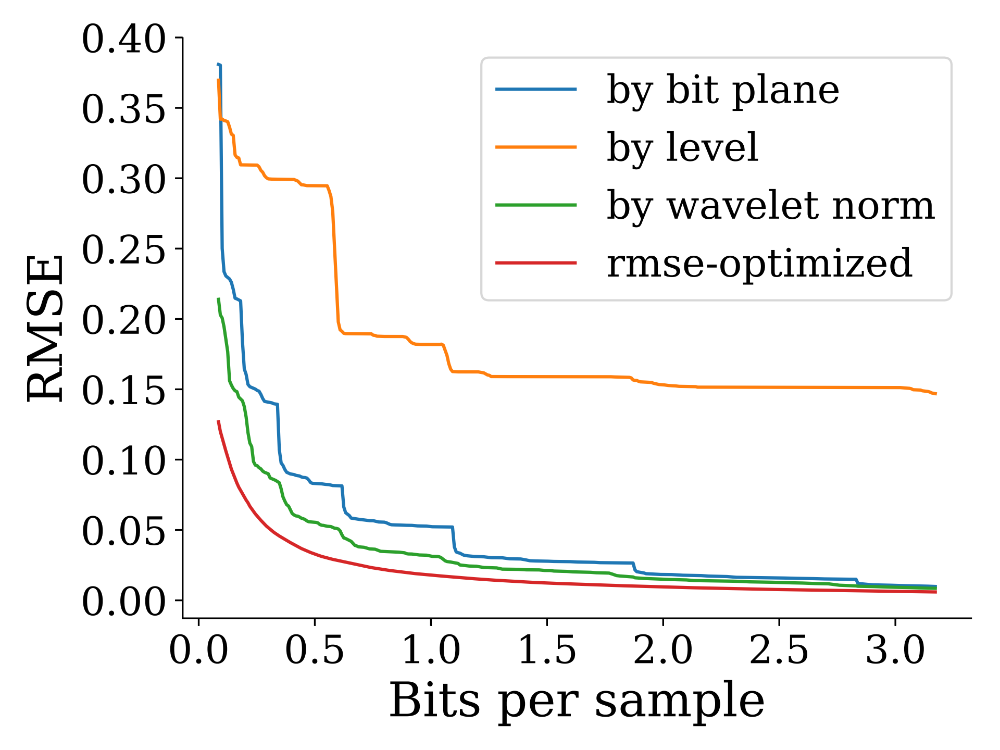 0.40
0.35
0.30
0.25
0.20
0.15
0.10
0.05
0.00
RMSE
by bit plane
by level
by wavelet norm
rmse-optimized
0.0 0.5 1.0 1.5 2.0 2.5 3.0
Bits per sample